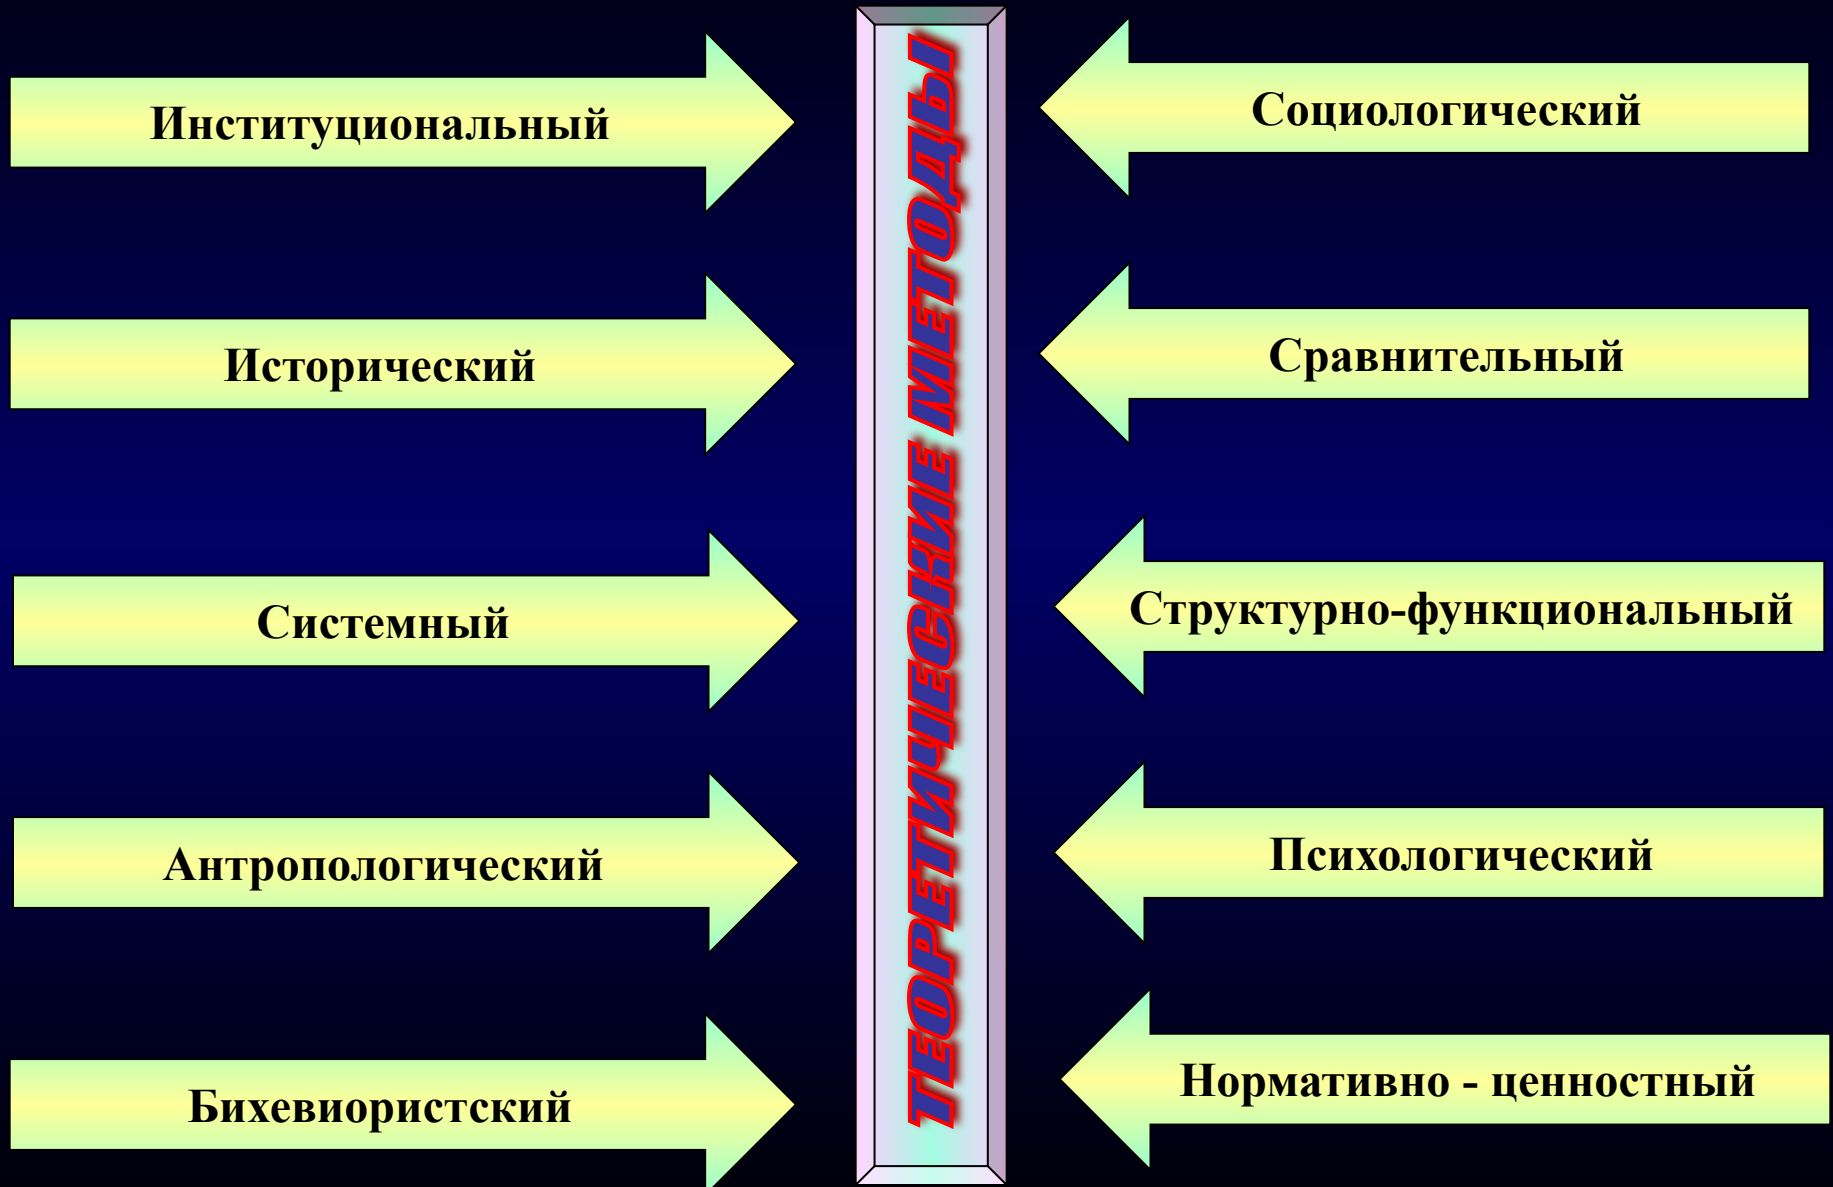 Институциональный
Исторический
Системный
Антропологический
Бихевиористский
ТЕОРЕТИЧЕСКИЕ МЕТОДЫ
Социологический
Сравнительный
Структурно-функциональный
Психологический
Нормативно - ценностный